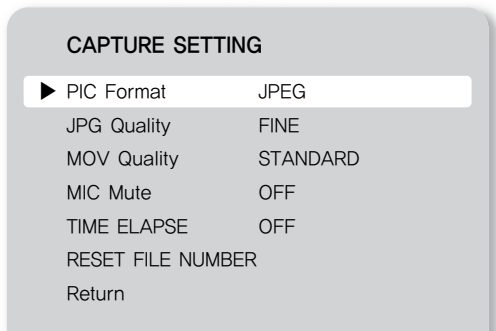 CAPTURE SETTING
▶ PIC Format JPEG
JPG Quality FINE
MOV Quality STANDARD
MIC Mute OFF
TIME ELAPSE OFF
RESET FILE NUMBER
Return